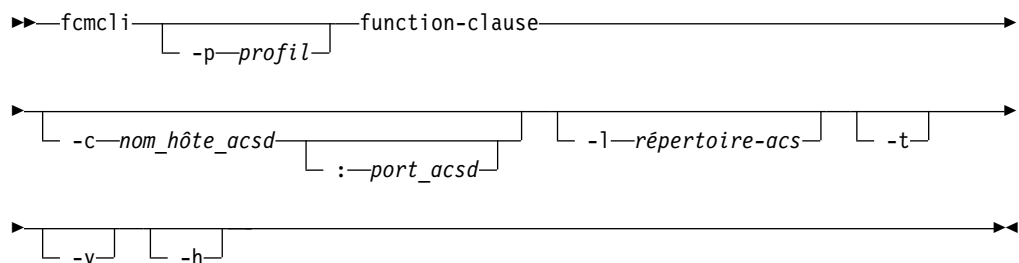 fcmcli -p profil function-clause
-c nom_hôte_acsd : port_acsd -l répertoire-acs -t
-v -h